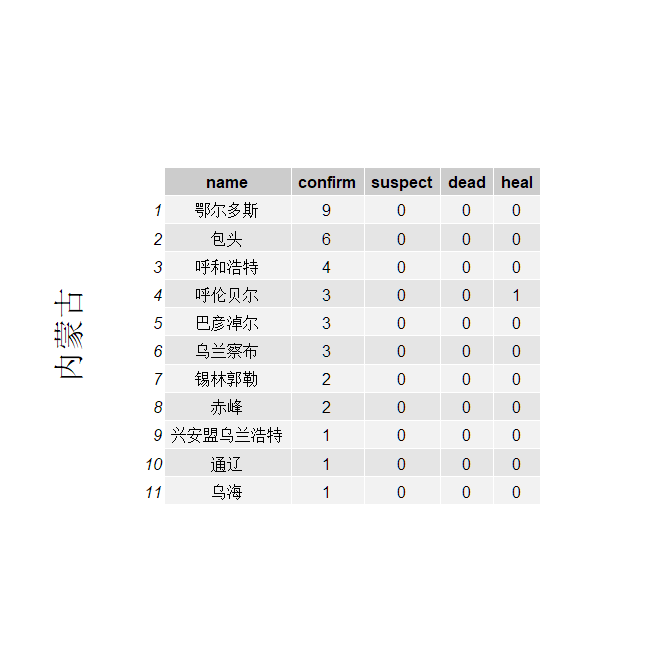 内蒙古
name confirm suspect dead heal
1 鄂尔多斯 9 0 0 0
2 包头 6 0 0 0
3 呼和浩特 4 0 0 0
4 呼伦贝尔 3 0 0 1
5 巴彦淖尔 3 0 0 0
6 乌兰察布 3 0 0 0
7 锡林郭勒 2 0 0 0
8 赤峰 2 0 0 0
9 兴安盟乌兰浩特 1 0 0 0
10 通辽 1 0 0 0
11 乌海 1 0 0 0